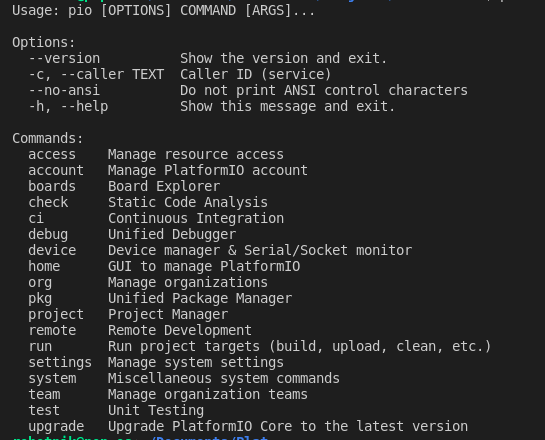 Usage: pio [OPTIONS] COMMAND [ARGS]...
Options:
--version Show the version and exit.
-c, --caller TEXT Caller ID (service)
--no-ansi Do not print ANSI control characters
-h, --help Show this message and exit.
Commands:
access Manage resource access
account Manage PlatformIO account
boards Board Explorer
check Static Code Analysis
ci Continuous Integration
debug Unified Debugger
device Device manager & Serial/Socket monitor
home GUI to manage PlatformIO
org Manage organizations
pkg Unified Package Manager
project Project Manager
remote Remote Development
run Run project targets (build, upload, clean, etc.)
settings Manage system settings
system Miscellaneous system commands
team Manage organization teams
test Unit Testing
upgrade Upgrade PlatformIO Core to the latest version